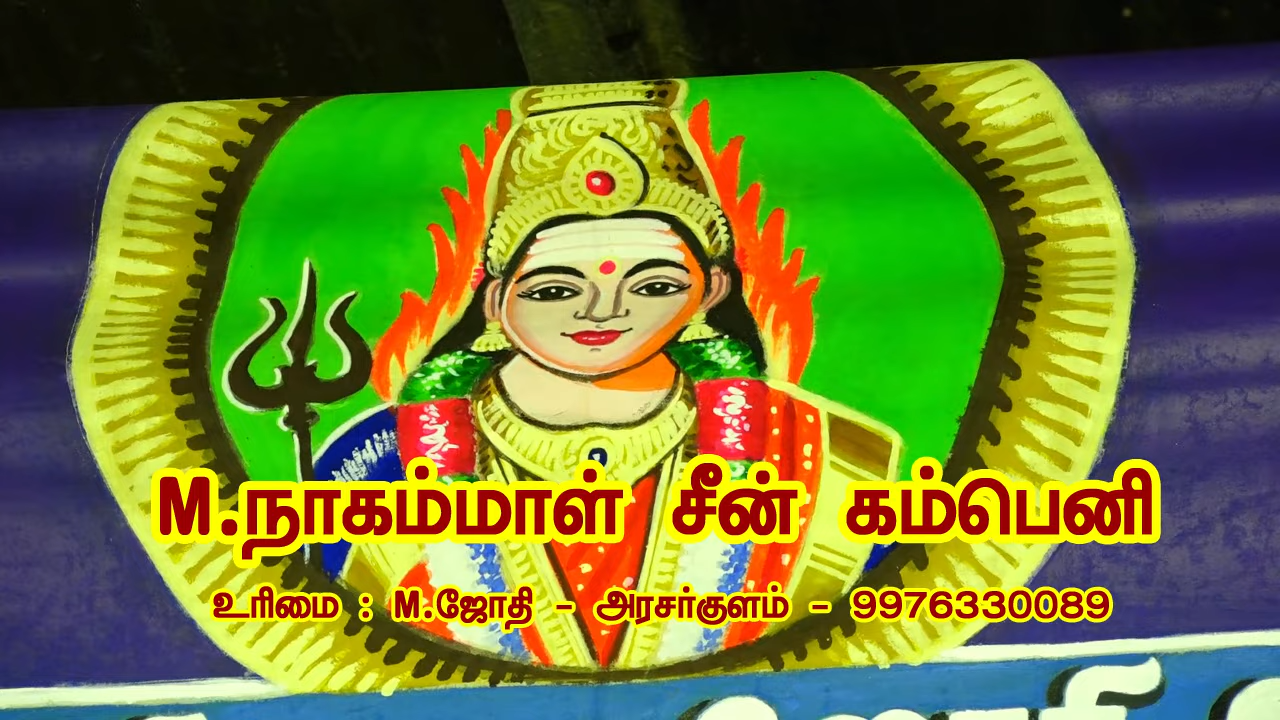 M.நாகம்மாள் சீன் கம்பெனி
உரிமை : M.ஜோதி - அரசர்குளம் - 9976330089